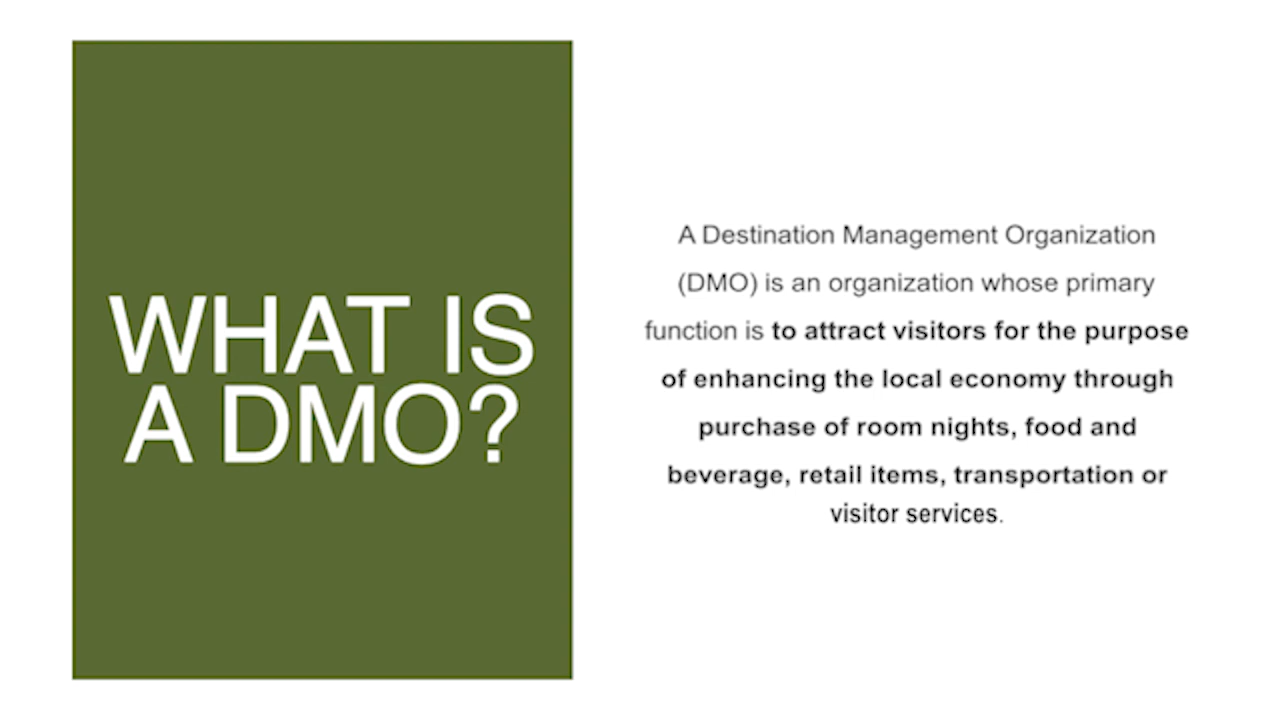 WHAT IS
A DMO?
A Destination Management Organization
(DMO) is an organization whose primary
function is to attract visitors for the purpose
of enhancing the local economy through
purchase of room nights, food and
beverage, retail items, transportation or
visitor services.